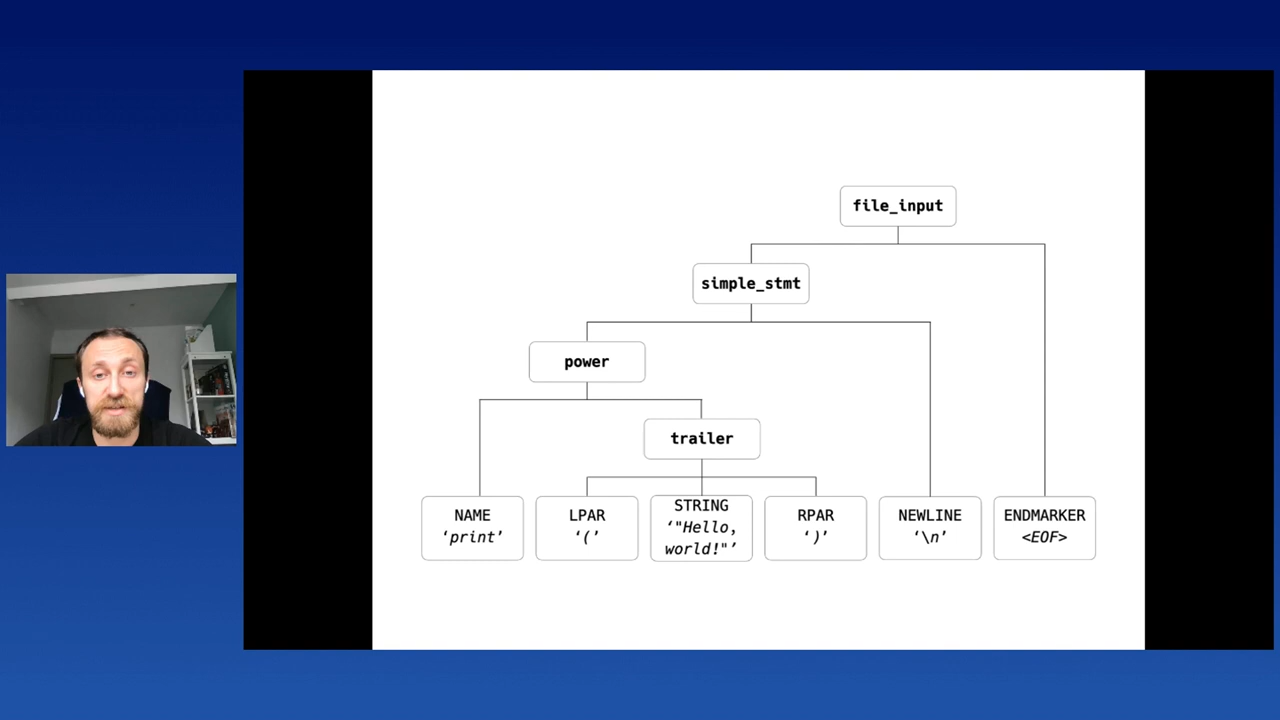 file_input
simple_stmt
power
trailer
NAME
‘print’
LPAR
‘(’
STRING
‘"Hello,
world!"’
RPAR
‘)’
NEWLINE
‘\n’
ENDMARKER
<EOF>